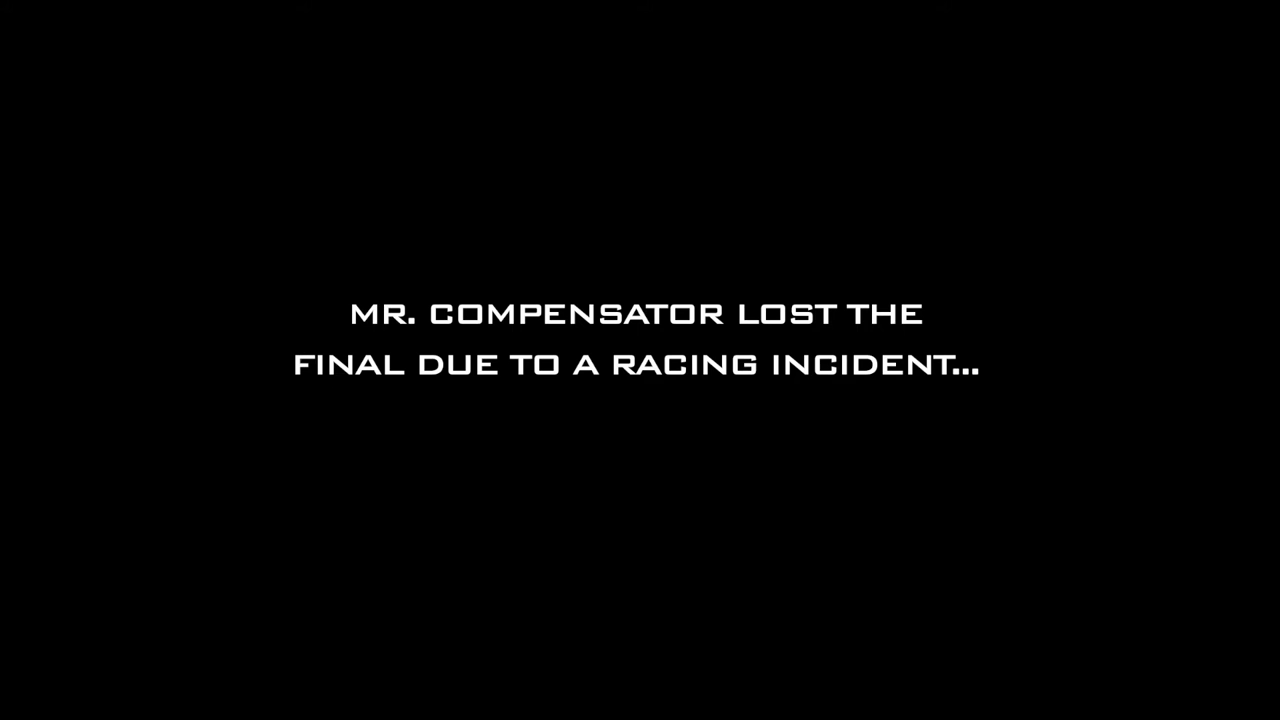 MR. COMPENSATOR LOST THE
FINAL DUE TO A RACING INCIDENT...